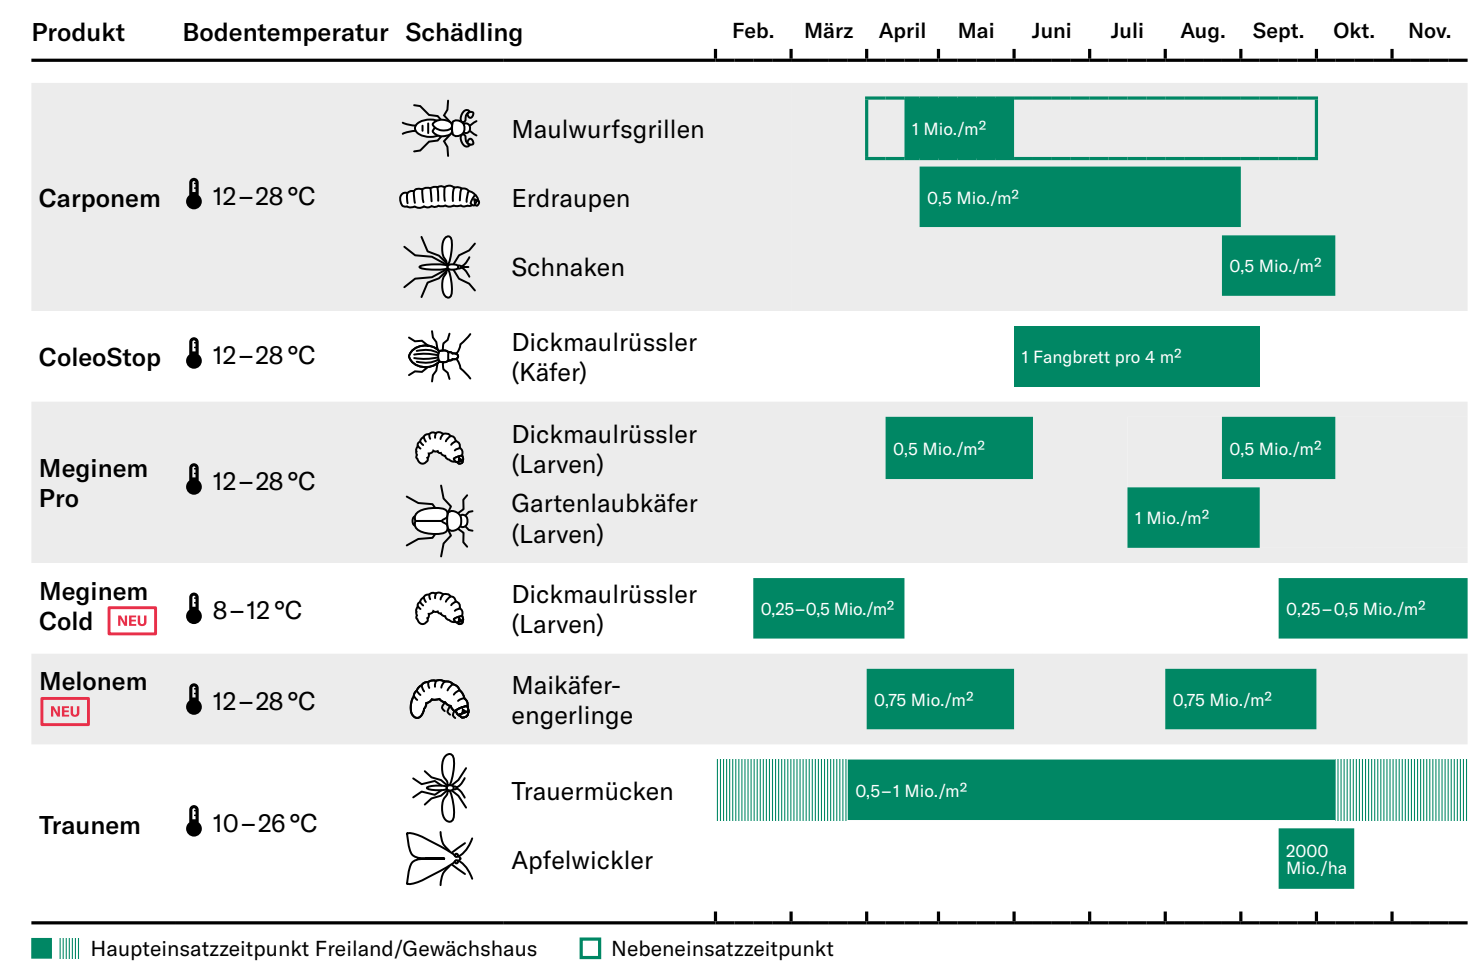 Produkt Bodentemperatur Schädling Feb. März April Mai Juni Juli Aug. Sept. Okt. Nov.
Carponem 12–28 °C
Maulwurfsgrillen 1 Mio./m²
Erdraupen 0,5 Mio./m²
Schnaken 0,5 Mio./m²
ColeoStop 12–28 °C
Dickmaulrüssler
(Käfer)
1 Fangbrett pro 4 m²
Meginem
Pro
12–28 °C
Dickmaulrüssler
(Larven)
0,5 Mio./m² 0,5 Mio./m²
Gartenlaubkäfer
(Larven)
1 Mio./m²
Meginem
Cold NEU
8–12 °C
Dickmaulrüssler
(Larven)
0,25–0,5 Mio./m² 0,25–0,5 Mio./m²
Melonem
NEU
12–28 °C
Maikäfer-
engerlinge
0,75 Mio./m² 0,75 Mio./m²
Traunem 10–26 °C
Trauermücken 0,5–1 Mio./m²
Apfelwickler
2000
Mio./ha
Haupteinsatzzeitpunkt Freiland/Gewächshaus Nebeneinsatzzeitpunkt